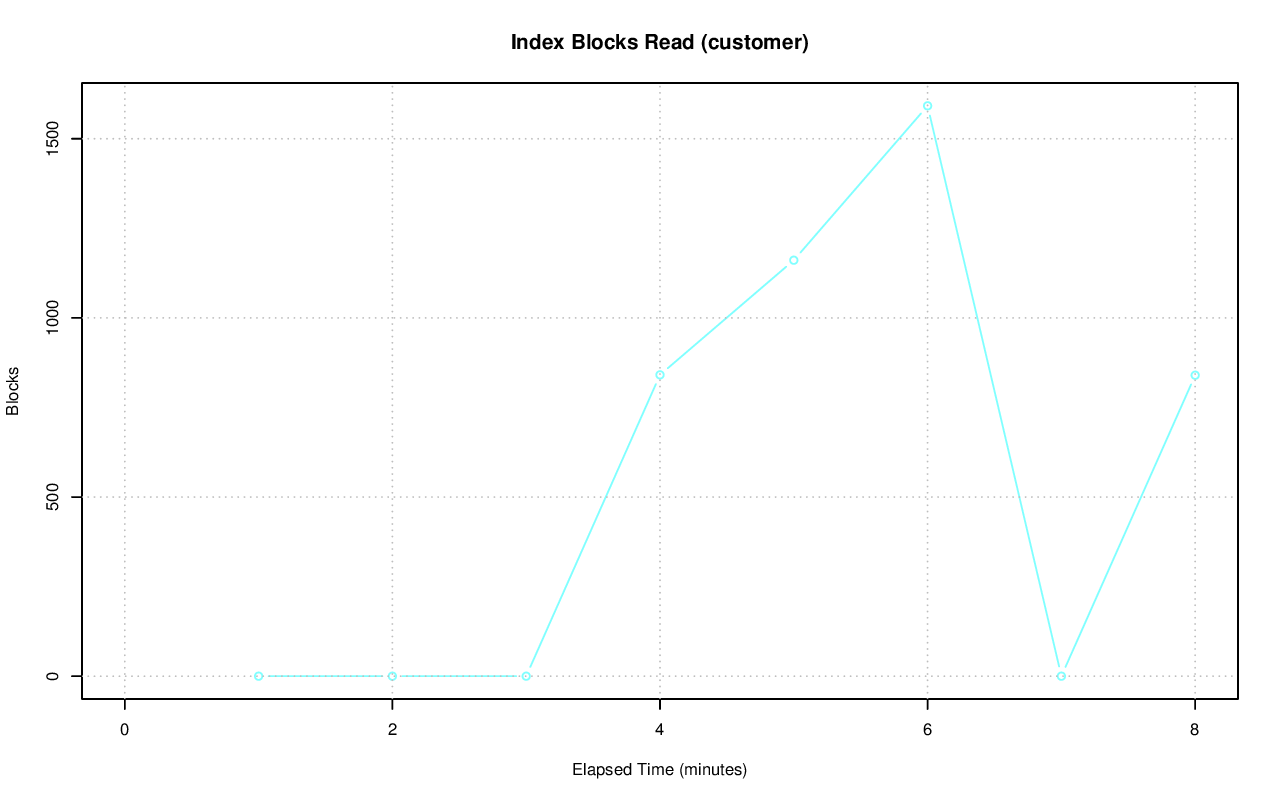 Index Blocks Read (customer)
Blocks
1500
1000
500
0
0 2 4 6 8
Elapsed Time (minutes)